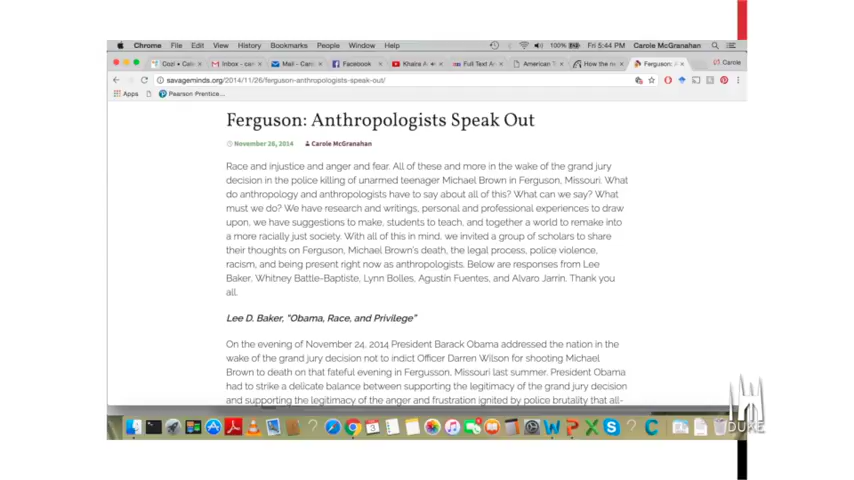 Chrome File Edit View History Bookmarks People Window Help 100% Fri 5:44 PM Carole McGranahan
Gozi - Cale Inbox - car Mail - Caro Facebook Khaira A Full Text Ar American T How the n Ferguson: A Carole
savageminds.org/2014/11/26/ferguson-anthropologists-speak-out/
Apps Pearson Prentice...
Ferguson: Anthropologists Speak Out
November 26, 2014 Carole McGranahan
Race and injustice and anger and fear. All of these and more in the wake of the grand jury
decision in the police killing of unarmed teenager Michael Brown in Ferguson, Missouri. What
do anthropology and anthropologists have to say about all of this? What can we say? What
must we do? We have research and writings, personal and professional experiences to draw
upon, we have suggestions to make, students to teach, and together a world to remake into
a more racially just society. With all of this in mind, we invited a group of scholars to share
their thoughts on Ferguson, Michael Brown's death, the legal process, police violence,
racism, and being present right now as anthropologists. Below are responses from Lee
Baker, Whitney Battle-Baptiste, Lynn Bolles, Agustin Fuentes, and Alvaro Jarrin. Thank you
all.
Lee D. Baker, "Obama, Race, and Privilege"
On the evening of November 24, 2014 President Barack Obama addressed the nation in the
wake of the grand jury decision not to indict Officer Darren Wilson for shooting Michael
Brown to death on that fateful evening in Fergusson, Missouri last summer. President Obama
had to strike a delicate balance between supporting the legitimacy of the grand jury decision
and supporting the legitimacy of the anger and frustration ignited by police brutality that all-
DUKE